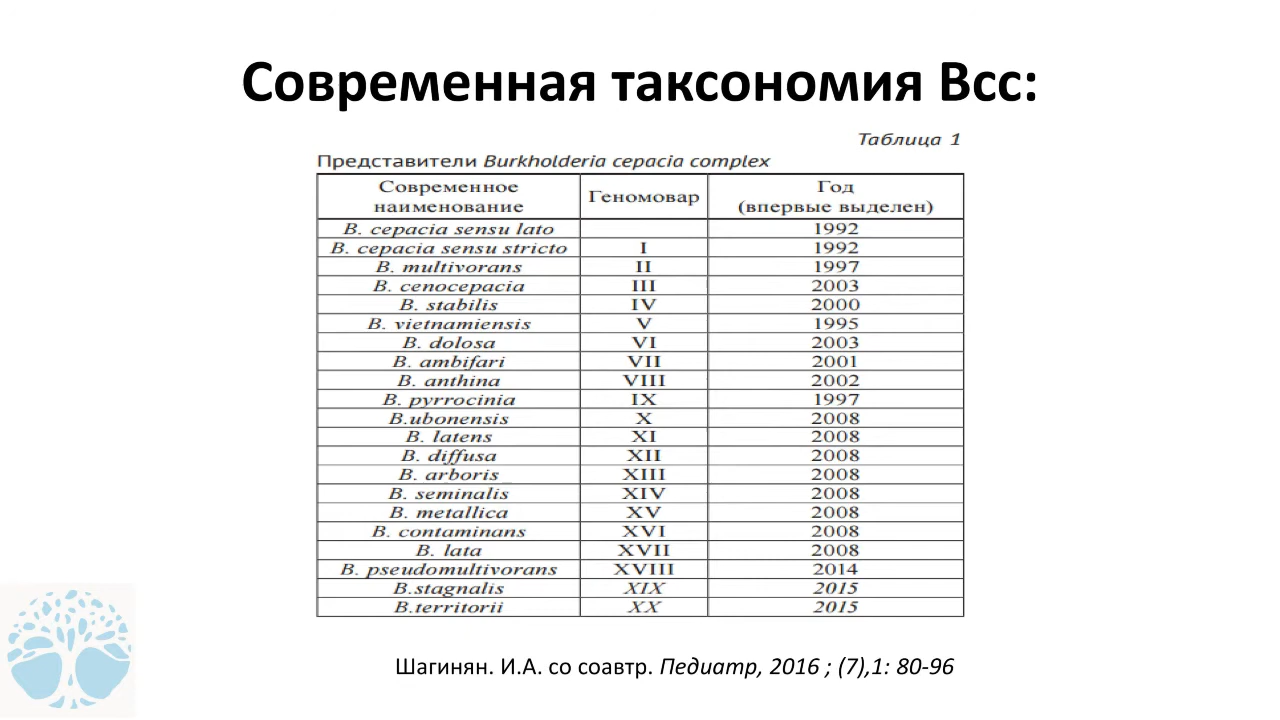 Современная таксономия Bcc:
Таблица 1
Представители Burkholderia cepacia complex
Современное наименование Геномовар Год (впервые выделен)
B. cepacia sensu lato 1992
B. cepacia sensu stricto I 1992
B. multivorans II 1997
B. cenocepacia III 2003
B. stabilis IV 2000
B. vietnamiensis V 1995
B. dolosa VI 2003
B. ambifari VII 2001
B. anthina VIII 2002
B. pyrrocinia IX 1997
B.ubonensis X 2008
B. latens XI 2008
B. diffusa XII 2008
B. arboris XIII 2008
B. seminalis XIV 2008
B. metallica XV 2008
B. contaminans XVI 2008
B. lata XVII 2008
B. pseudomultivorans XVIII 2014
B.stagnalis XIX 2015
B.territorii XX 2015
Шагинян. И.А. со соавтр. Педиатр, 2016 ; (7),1: 80-96